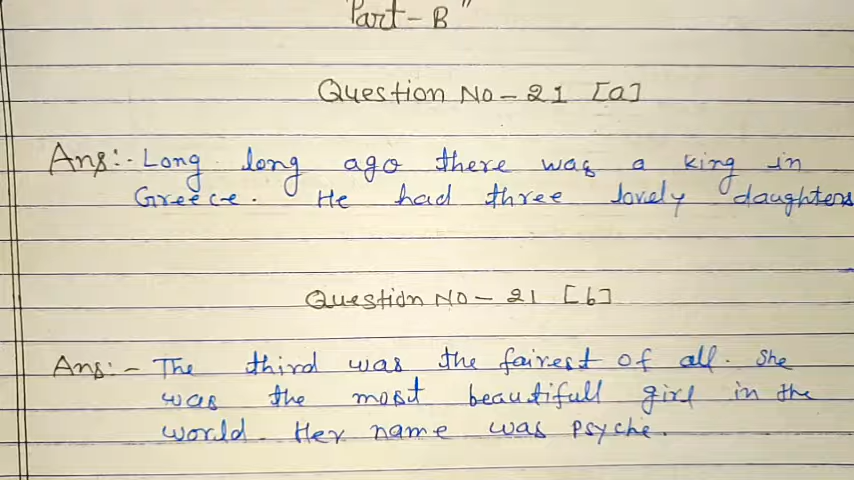 "Part - B"
Question No - 21 [a]
Ans:- Long long ago there was a king in
Greece. He had three lovely daughters
Question No - 21 [b]
Ans:- The third was the fairest of all. She
was the most beautifull girl in the
world. Her name was Psyche.